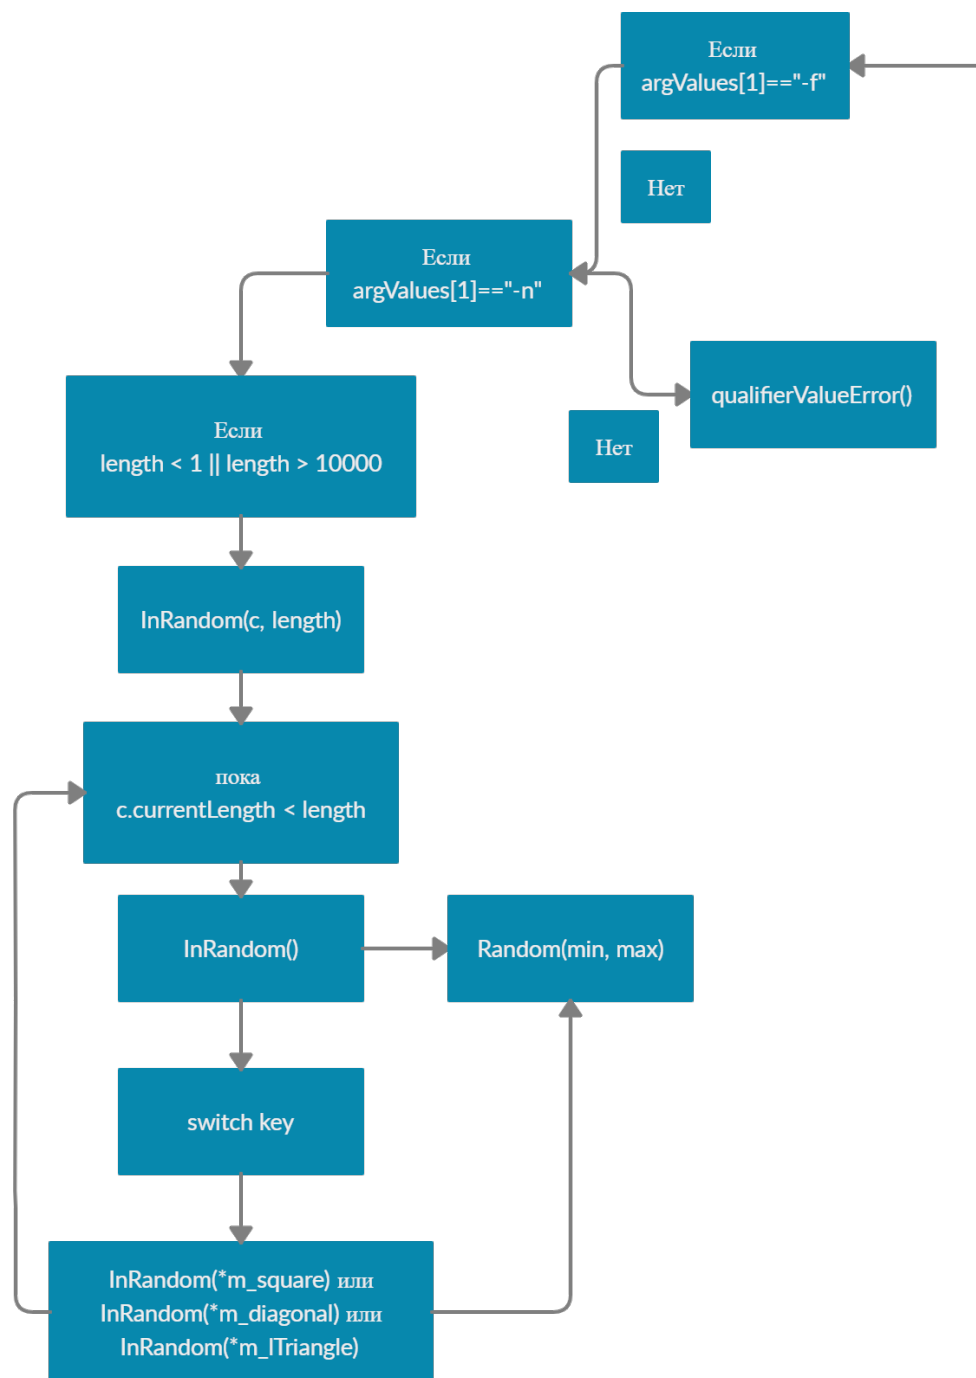 Если
argValues[1]=="-f"
Нет
Если
argValues[1]=="-n"
qualifierValueError()
Нет
Если
length < 1 || length > 10000
InRandom(c, length)
пока
c.currentLength < length
InRandom()
Random(min, max)
switch key
InRandom(*m_square) или
InRandom(*m_diagonal) или
InRandom(*m_lTriangle)